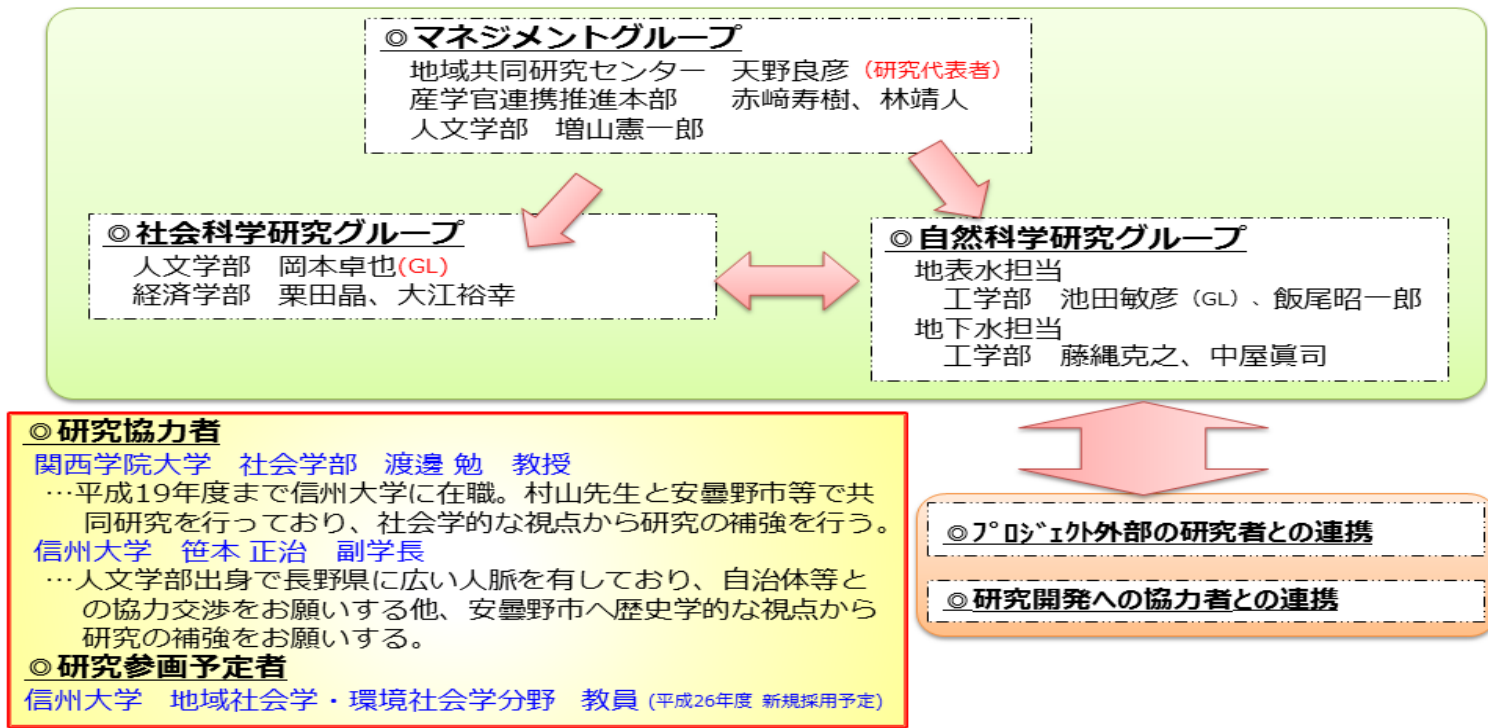 ◎マネジメントグループ
地域共同研究センター　天野良彦（研究代表者）
産学官連携推進本部　　赤﨑寿樹、林靖人
人文学部　増山憲一郎
◎社会科学研究グループ
人文学部　岡本卓也(GL)
経済学部　栗田晶、大江裕幸
◎自然科学研究グループ
地表水担当
工学部　池田敏彦（GL）、飯尾昭一郎
地下水担当
工学部　藤縄克之、中屋眞司
◎研究協力者
関西学院大学　社会学部　渡邊 勉　教授
…平成19年度まで信州大学に在職。村山先生と安曇野市等で共
同研究を行っており、社会学的な視点から研究の補強を行う。
信州大学　笹本 正治　副学長
…人文学部出身で長野県に広い人脈を有しており、自治体等と
の協力交渉をお願いする他、安曇野市へ歴史学的な視点から
研究の補強をお願いする。
◎研究参画予定者
信州大学　地域社会学・環境社会学分野　教員 (平成26年度 新規採用予定)
◎ﾌﾟﾛｼﾞｪｸﾄ外部の研究者との連携
◎研究開発への協力者との連携